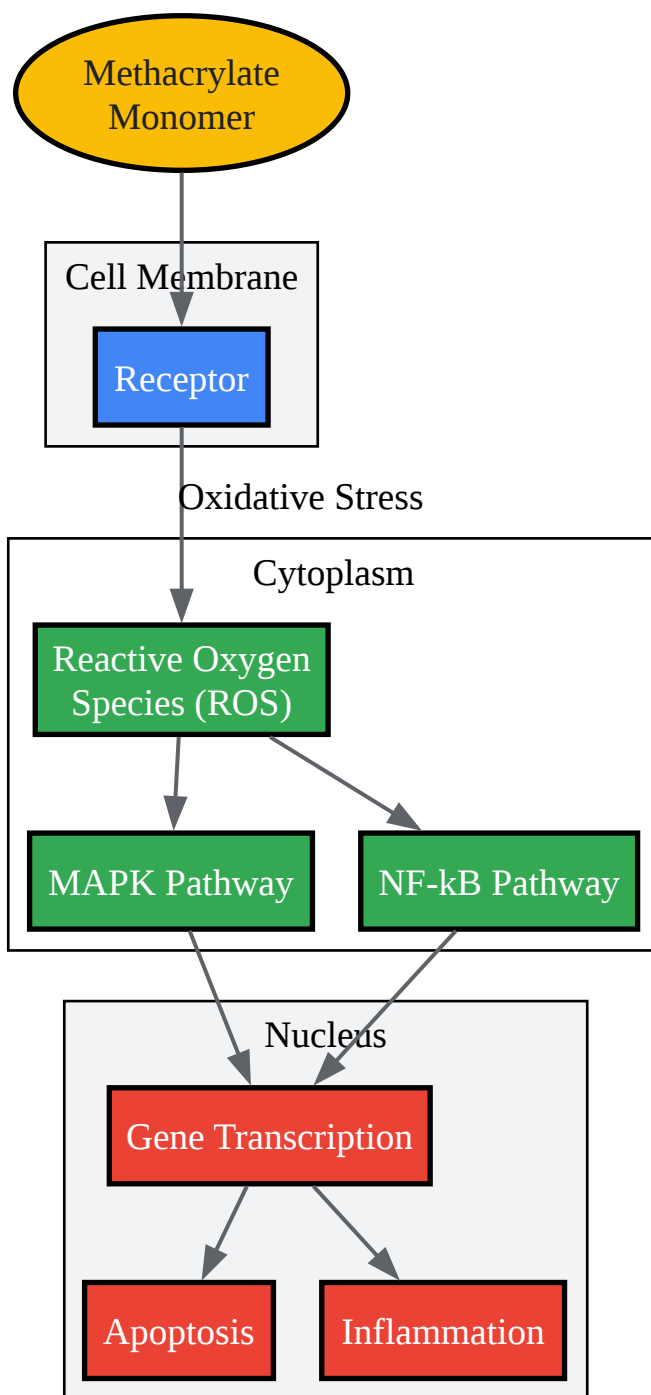 Methacrylate
Monomer
Cell Membrane
Receptor
Oxidative Stress
Cytoplasm
Reactive Oxygen
Species (ROS)
MAPK Pathway
NF-kB Pathway
Nucleus
Gene Transcription
Apoptosis
Inflammation